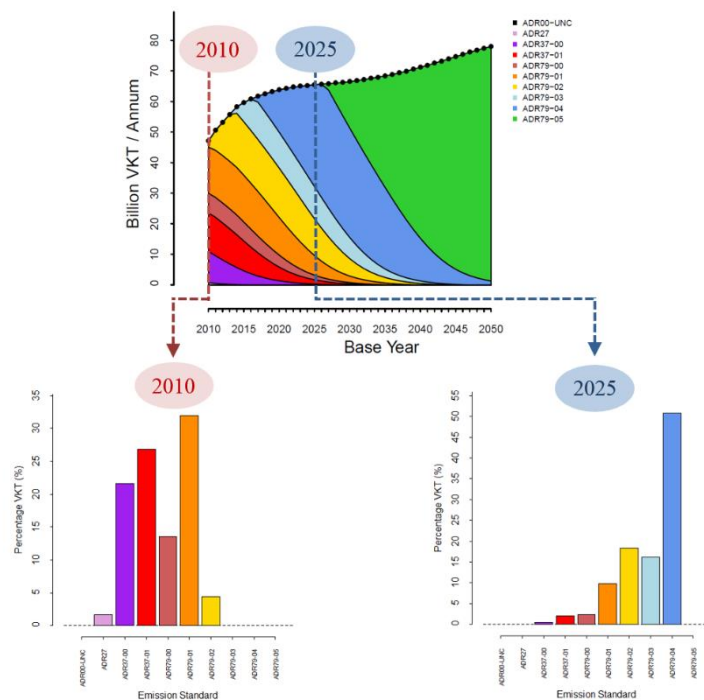 ADR00-UNC
ADR27
ADR37-00
ADR37-01
ADR79-00
ADR79-01
ADR79-02
ADR79-03
ADR79-04
ADR79-05
2010
2025
Billion VKT / Annum
80
70
60
50
40
30
20
10
0
2010 2015 2020 2025 2030 2035 2040 2045 2050
Base Year
2010
Percentage VKT (%)
35
30
25
20
15
10
5
0
ADR00-UNC
ADR27
ADR37-00
ADR37-01
ADR79-00
ADR79-01
ADR79-02
ADR79-03
ADR79-04
ADR79-05
Emission Standard
2025
Percentage VKT (%)
55
50
45
40
35
30
25
20
15
10
5
0
ADR00-UNC
ADR27
ADR37-00
ADR37-01
ADR79-00
ADR79-01
ADR79-02
ADR79-03
ADR79-04
ADR79-05
Emission Standard